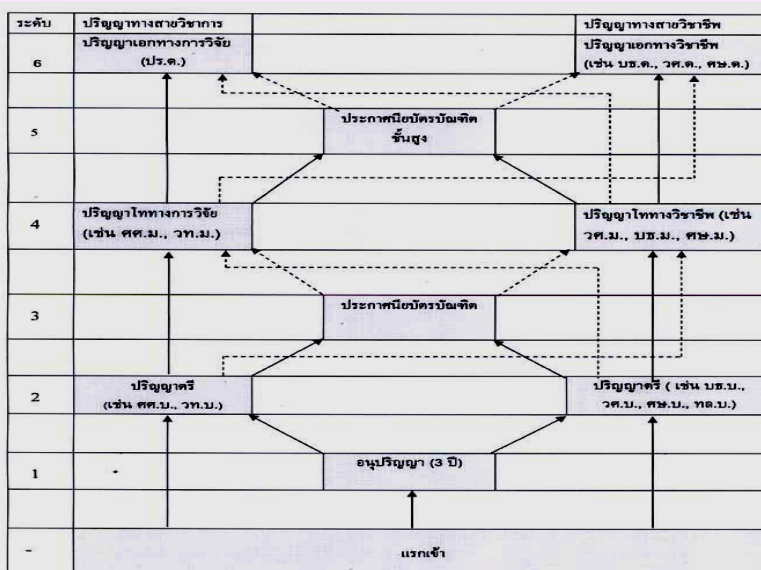 ระดับ ปริญญาทางสายวิชาการ ปริญญาทางสายวิชาชีพ
6 ปริญญาเอกทางการวิจัย ปริญญาเอกทางวิชาชีพ
(ปร.ด.) (เช่น บธ.ด., วศ.ด., ศษ.ด.)
5 ประกาศนียบัตรบัณฑิต
ชั้นสูง
4 ปริญญาโททางการวิจัย ปริญญาโททางวิชาชีพ (เช่น
(เช่น ศศ.ม., วท.ม.) วศ.ม., บธ.ม., ศษ.ม.)
3 ประกาศนียบัตรบัณฑิต
2 ปริญญาตรี ปริญญาตรี ( เช่น บธ.บ.,
(เช่น ศศ.บ., วท.บ.) วศ.บ., ศษ.บ., ทล.บ.)
1 อนุปริญญา (3 ปี)
- แรกเข้า